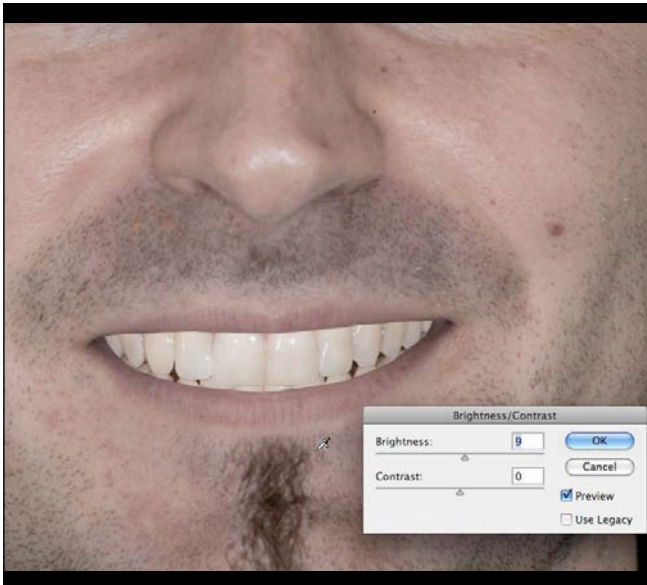 Brightness/Contrast
Brightness: 9 OK
Cancel
Contrast: 0
Preview
Use Legacy